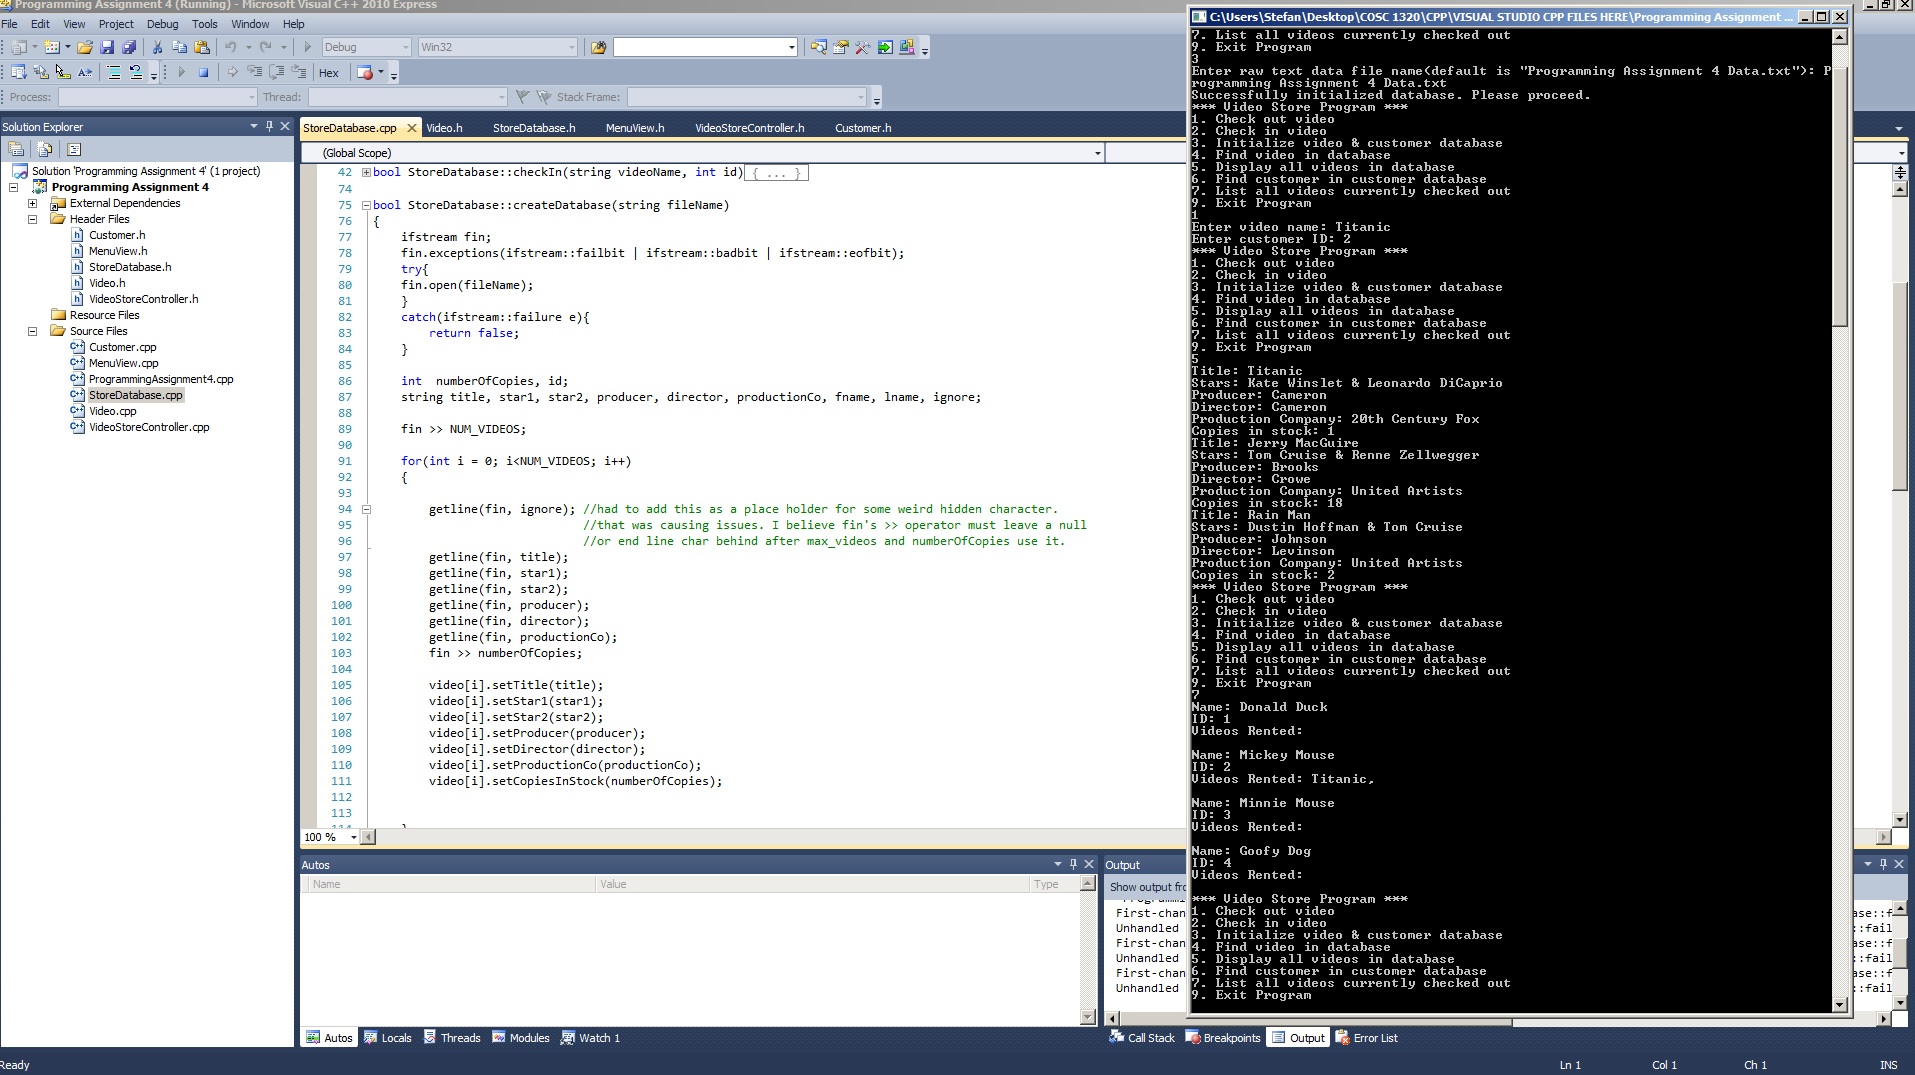 Programming Assignment 4 (Running) - Microsoft Visual C++ 2010 Express
File Edit View Project Debug Tools Window Help
Debug Win32
Hex
Process: Thread: Stack Frame:
Solution Explorer
Solution 'Programming Assignment 4' (1 project)
Programming Assignment 4
External Dependencies
Header Files
Customer.h
MenuView.h
StoreDatabase.h
Video.h
VideoStoreController.h
Resource Files
Source Files
Customer.cpp
MenuView.cpp
ProgrammingAssignment4.cpp
StoreDatabase.cpp
Video.cpp
VideoStoreController.cpp
StoreDatabase.cpp Video.h StoreDatabase.h MenuView.h VideoStoreController.h Customer.h
(Global Scope)
42 bool StoreDatabase::checkIn(string videoName, int id){ ... }
74
75 bool StoreDatabase::createDatabase(string fileName)
76 {
77 ifstream fin;
78 fin.exceptions(ifstream::failbit | ifstream::badbit | ifstream::eofbit);
79 try{
80 fin.open(fileName);
81 }
82 catch(ifstream::failure e){
83 return false;
84 }
85
86 int  numberOfCopies, id;
87 string title, star1, star2, producer, director, productionCo, fname, lname, ignore;
88
89 fin >> NUM_VIDEOS;
90
91 for(int i = 0; i<NUM_VIDEOS; i++)
92 {
93
94 getline(fin, ignore); //had to add this as a place holder for some weird hidden character.
95 //that was causing issues. I believe fin's >> operator must leave a null
96 //or end line char behind after max_videos and numberOfCopies use it.
97 getline(fin, title);
98 getline(fin, star1);
99 getline(fin, star2);
100 getline(fin, producer);
101 getline(fin, director);
102 getline(fin, productionCo);
103 fin >> numberOfCopies;
104
105 video[i].setTitle(title);
106 video[i].setStar1(star1);
107 video[i].setStar2(star2);
108 video[i].setProducer(producer);
109 video[i].setDirector(director);
110 video[i].setProductionCo(productionCo);
111 video[i].setCopiesInStock(numberOfCopies);
112
113
114 }
100 %
Autos
Name Value Type
Autos Locals Threads Modules Watch 1
Output
Show output fro
First-chan
Unhandled
First-chan
Unhandled
First-chan
Unhandled
ase::f
::fail
ase::f
::fail
ase::f
::fail
Call Stack Breakpoints Output Error List
Ready Ln 1 Col 1 Ch 1 INS
C:\Users\Stefan\Desktop\COSC 1320\CPP\VISUAL STUDIO CPP FILES HERE\Programming Assignment ...
7. List all videos currently checked out
9. Exit Program
3
Enter raw text data file name(default is "Programming Assignment 4 Data.txt"): P
rogramming Assignment 4 Data.txt
Successfully initialized database. Please proceed.
*** Video Store Program ***
1. Check out video
2. Check in video
3. Initialize video & customer database
4. Find video in database
5. Display all videos in database
6. Find customer in customer database
7. List all videos currently checked out
9. Exit Program
1
Enter video name: Titanic
Enter customer ID: 2
*** Video Store Program ***
1. Check out video
2. Check in video
3. Initialize video & customer database
4. Find video in database
5. Display all videos in database
6. Find customer in customer database
7. List all videos currently checked out
9. Exit Program
5
Title: Titanic
Stars: Kate Winslet & Leonardo DiCaprio
Producer: Cameron
Director: Cameron
Production Company: 20th Century Fox
Copies in stock: 1
Title: Jerry MacGuire
Stars: Tom Cruise & Renne Zellwegger
Producer: Brooks
Director: Crowe
Production Company: United Artists
Copies in stock: 18
Title: Rain Man
Stars: Dustin Hoffman & Tom Cruise
Producer: Johnson
Director: Levinson
Production Company: United Artists
Copies in stock: 2
*** Video Store Program ***
1. Check out video
2. Check in video
3. Initialize video & customer database
4. Find video in database
5. Display all videos in database
6. Find customer in customer database
7. List all videos currently checked out
9. Exit Program
7
Name: Donald Duck
ID: 1
Videos Rented:
Name: Mickey Mouse
ID: 2
Videos Rented: Titanic,
Name: Minnie Mouse
ID: 3
Videos Rented:
Name: Goofy Dog
ID: 4
Videos Rented:
*** Video Store Program ***
1. Check out video
2. Check in video
3. Initialize video & customer database
4. Find video in database
5. Display all videos in database
6. Find customer in customer database
7. List all videos currently checked out
9. Exit Program